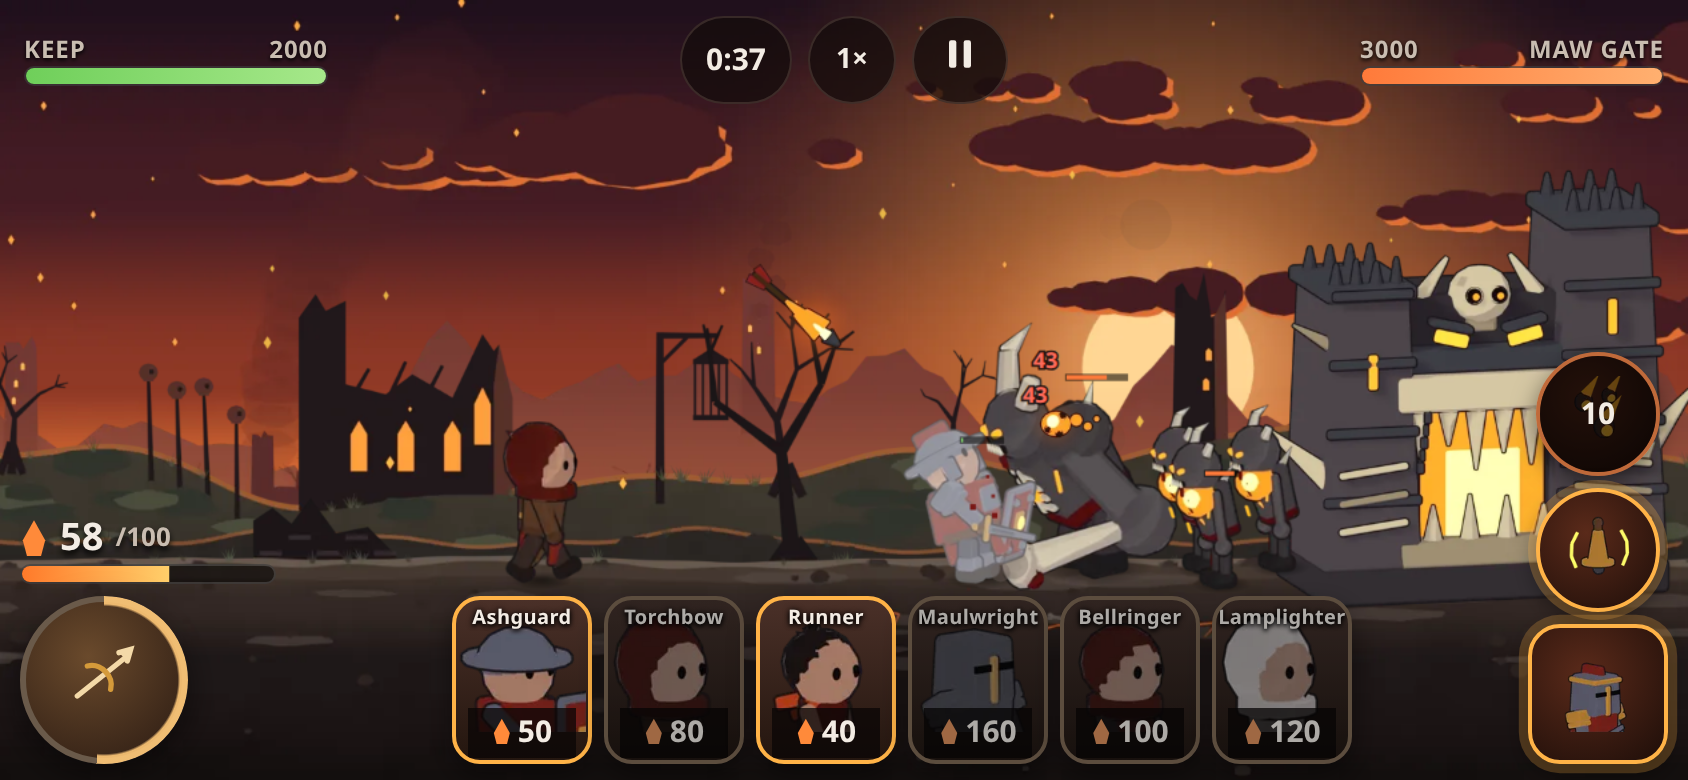 KEEP 2000
0:37
1×
3000 MAW GATE
43
43
10
58 /100
Ashguard
50
Torchbow
80
Runner
40
Maulwright
160
Bellringer
100
Lamplighter
120